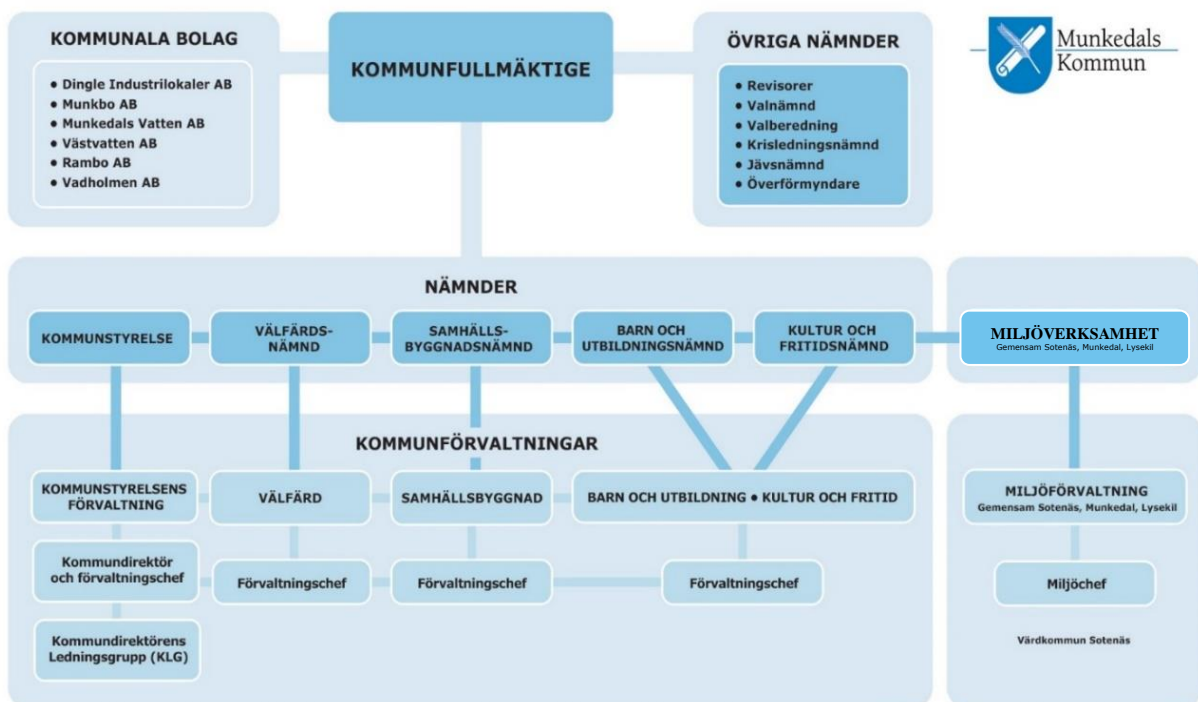 KOMMUNALA BOLAG
● Dingle Industrilokaler AB
● Munkbo AB
● Munkedals Vatten AB
● Västvatten AB
● Rambo AB
● Vadholmen AB
KOMMUNFULLMÄKTIGE
ÖVRIGA NÄMNDER
● Revisorer
● Valnämnd
● Valberedning
● Krisledningsnämnd
● Jävsnämnd
● Överförmyndare
Munkedals
Kommun
NÄMNDER
KOMMUNSTYRELSE
VÄLFÄRDS-
NÄMND
SAMHÄLLS-
BYGGNADSNÄMND
BARN OCH
UTBILDNINGSNÄMND
KULTUR OCH
FRITIDSNÄMND
MILJÖVERKSAMHET
Gemensam Sotenäs, Munkedal, Lysekil
KOMMUNFÖRVALTNINGAR
KOMMUNSTYRELSENS
FÖRVALTNING
VÄLFÄRD
SAMHÄLLSBYGGNAD
BARN OCH UTBILDNING ● KULTUR OCH FRITID
MILJÖFÖRVALTNING
Gemensam Sotenäs, Munkedal, Lysekil
Kommundirektör
och förvaltningschef
Förvaltningschef
Förvaltningschef
Förvaltningschef
Miljöchef
Kommundirektörens
Ledningsgrupp (KLG)
Värdkommun Sotenäs